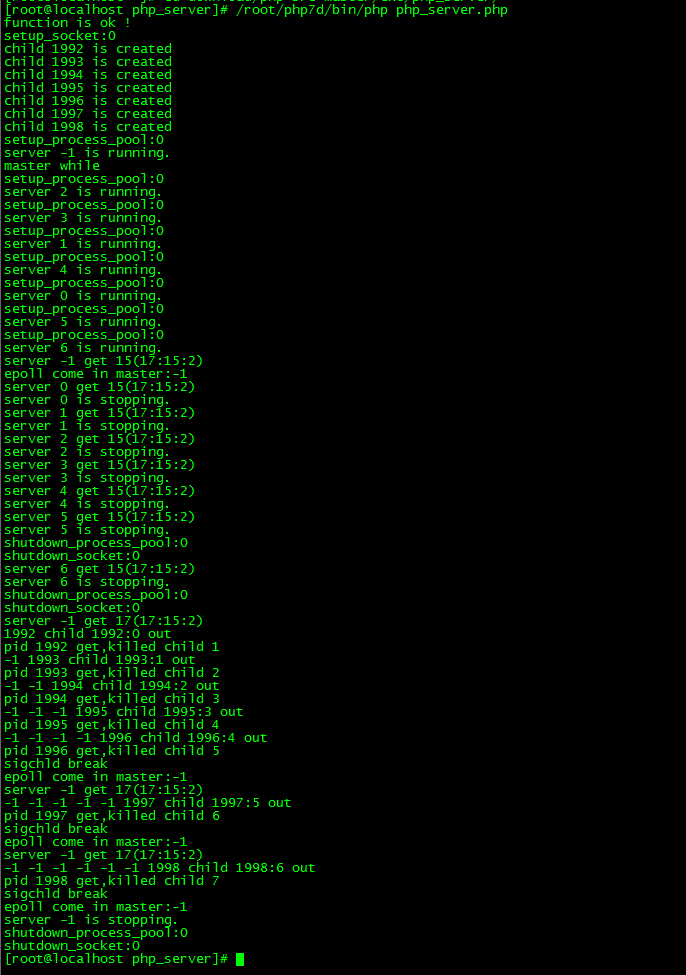 [root@localhost php_server]# /root/php7d/bin/php php_server.php
function is ok !
setup_socket:0
child 1992 is created
child 1993 is created
child 1994 is created
child 1995 is created
child 1996 is created
child 1997 is created
child 1998 is created
setup_process_pool:0
server -1 is running.
master while
setup_process_pool:0
server 2 is running.
setup_process_pool:0
server 3 is running.
setup_process_pool:0
server 1 is running.
setup_process_pool:0
server 4 is running.
setup_process_pool:0
server 0 is running.
setup_process_pool:0
server 5 is running.
setup_process_pool:0
server 6 is running.
server -1 get 15(17:15:2)
epoll come in master:-1
server 0 get 15(17:15:2)
server 0 is stopping.
server 1 get 15(17:15:2)
server 1 is stopping.
server 2 get 15(17:15:2)
server 2 is stopping.
server 3 get 15(17:15:2)
server 3 is stopping.
server 4 get 15(17:15:2)
server 4 is stopping.
server 5 get 15(17:15:2)
server 5 is stopping.
shutdown_process_pool:0
shutdown_socket:0
server 6 get 15(17:15:2)
server 6 is stopping.
shutdown_process_pool:0
shutdown_socket:0
server -1 get 17(17:15:2)
1992 child 1992:0 out
pid 1992 get,killed child 1
-1 1993 child 1993:1 out
pid 1993 get,killed child 2
-1 -1 1994 child 1994:2 out
pid 1994 get,killed child 3
-1 -1 -1 1995 child 1995:3 out
pid 1995 get,killed child 4
-1 -1 -1 -1 1996 child 1996:4 out
pid 1996 get,killed child 5
sigchld break
epoll come in master:-1
server -1 get 17(17:15:2)
-1 -1 -1 -1 -1 1997 child 1997:5 out
pid 1997 get,killed child 6
sigchld break
epoll come in master:-1
server -1 get 17(17:15:2)
-1 -1 -1 -1 -1 -1 1998 child 1998:6 out
pid 1998 get,killed child 7
sigchld break
epoll come in master:-1
server -1 is stopping.
shutdown_process_pool:0
shutdown_socket:0
[root@localhost php_server]#